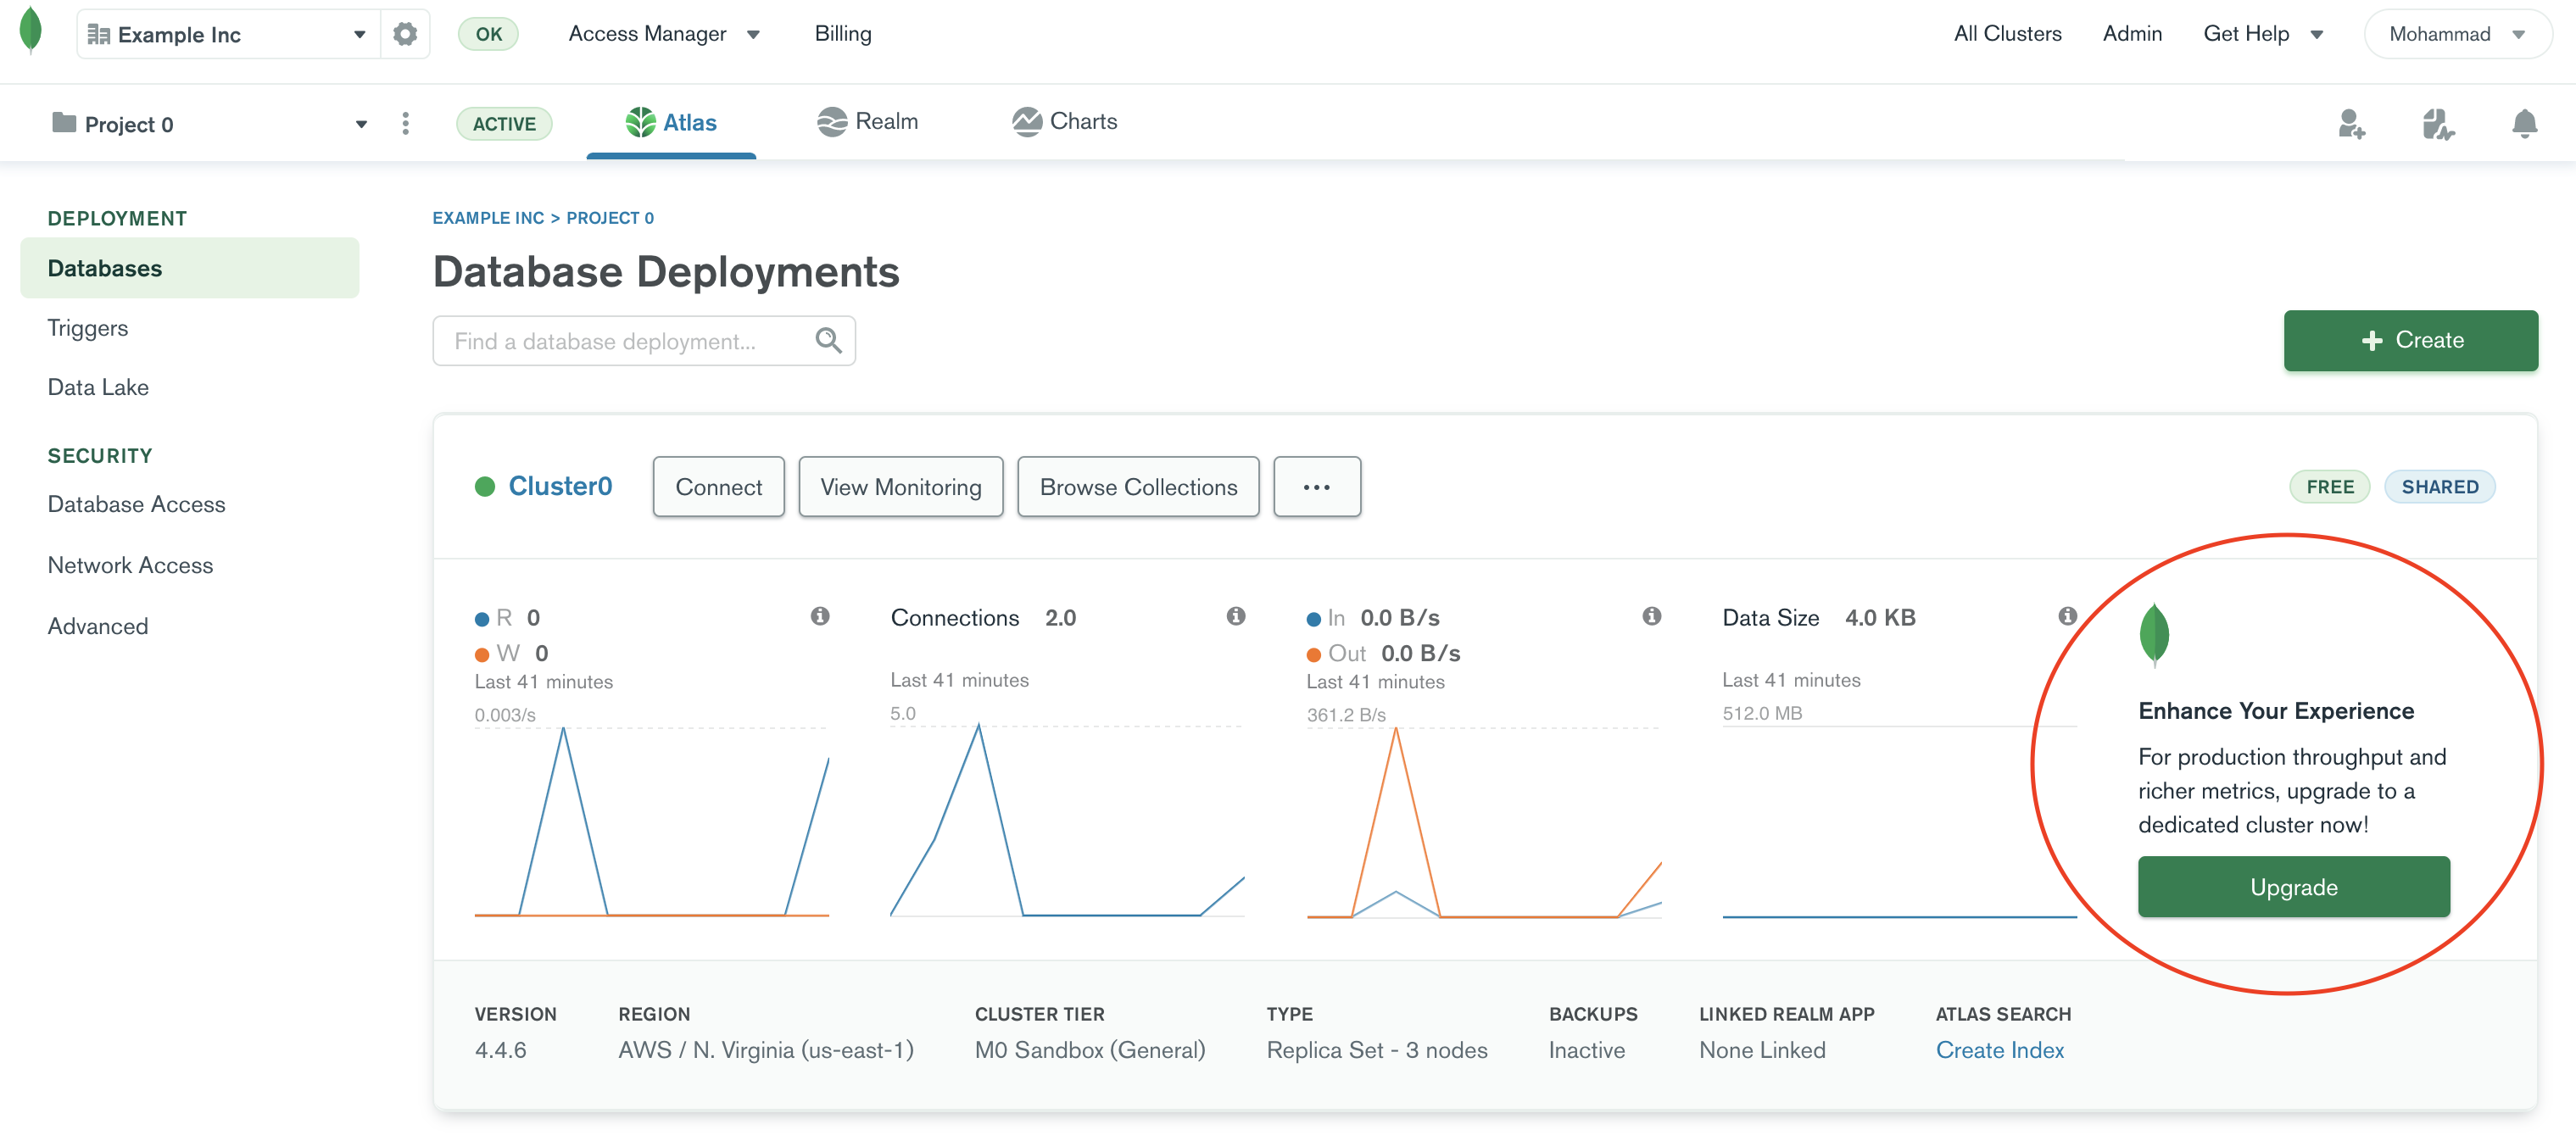 Example Inc
OK
Access Manager
Billing
All Clusters
Admin
Get Help
Mohammad
Project 0
ACTIVE
Atlas
Realm
Charts
DEPLOYMENT
Databases
Triggers
Data Lake
SECURITY
Database Access
Network Access
Advanced
EXAMPLE INC > PROJECT 0
Database Deployments
Find a database deployment...
+ Create
Cluster0
Connect
View Monitoring
Browse Collections
...
FREE
SHARED
R 0
W 0
Last 41 minutes
0.003/s
Connections 2.0
Last 41 minutes
5.0
In 0.0 B/s
Out 0.0 B/s
Last 41 minutes
361.2 B/s
Data Size 4.0 KB
Last 41 minutes
512.0 MB
Enhance Your Experience
For production throughput and
richer metrics, upgrade to a
dedicated cluster now!
Upgrade
VERSION
4.4.6
REGION
AWS / N. Virginia (us-east-1)
CLUSTER TIER
M0 Sandbox (General)
TYPE
Replica Set - 3 nodes
BACKUPS
Inactive
LINKED REALM APP
None Linked
ATLAS SEARCH
Create Index